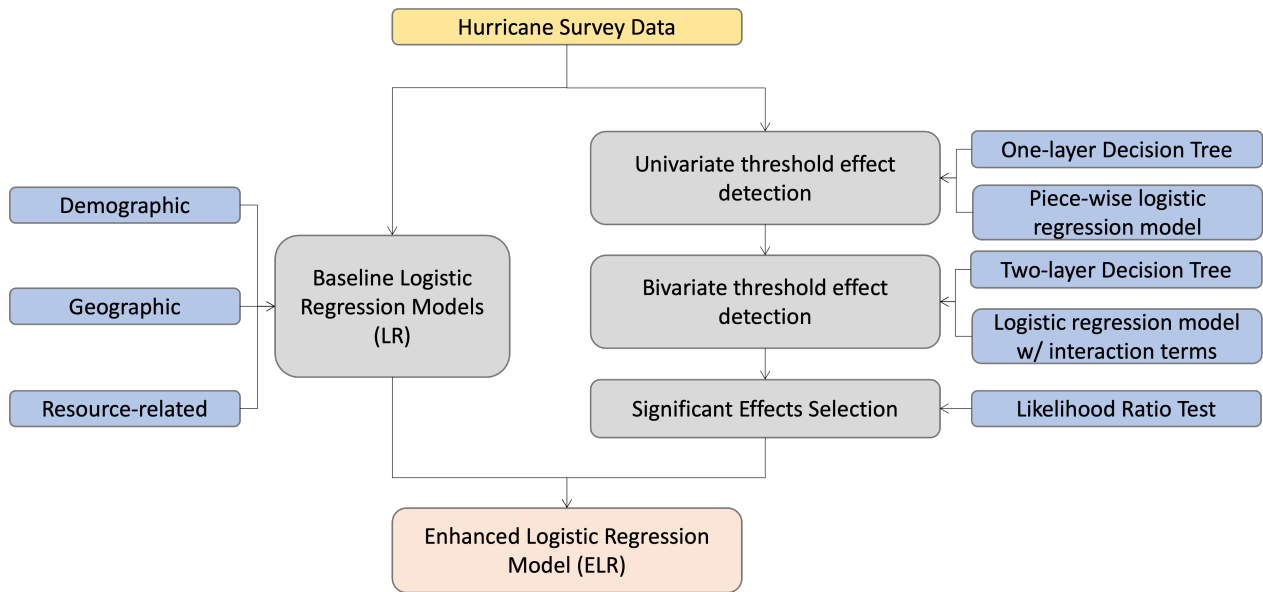 Hurricane Survey Data
Univariate threshold effect
detection
One-layer Decision Tree
Piece-wise logistic
regression model
Demographic
Geographic
Resource-related
Baseline Logistic
Regression Models
(LR)
Bivariate threshold effect
detection
Two-layer Decision Tree
Logistic regression model
w/ interaction terms
Significant Effects Selection
Likelihood Ratio Test
Enhanced Logistic Regression
Model (ELR)